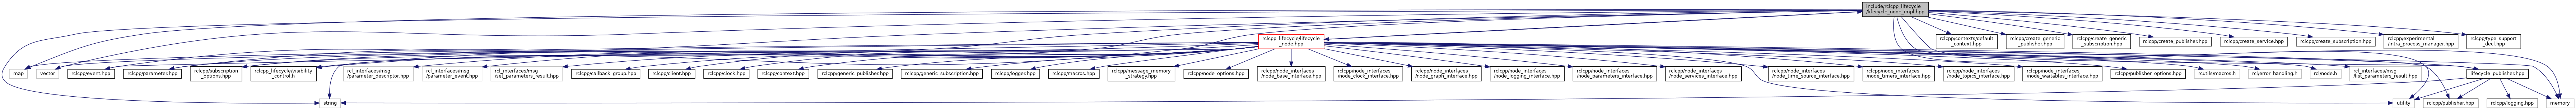 include/rclcpp_lifecycle
/lifecycle_node_impl.hpp
rclcpp_lifecycle/lifecycle
_node.hpp
rclcpp/contexts/default
_context.hpp
rclcpp/create_generic
_publisher.hpp
rclcpp/create_generic
_subscription.hpp
rclcpp/create_publisher.hpp
rclcpp/create_service.hpp
rclcpp/create_subscription.hpp
rclcpp/experimental
/intra_process_manager.hpp
rclcpp/type_support
_decl.hpp
map
vector
rclcpp/event.hpp
rclcpp/parameter.hpp
rclcpp/subscription
_options.hpp
rclcpp_lifecycle/visibility
_control.h
rcl_interfaces/msg
/parameter_descriptor.hpp
rcl_interfaces/msg
/parameter_event.hpp
rcl_interfaces/msg
/set_parameters_result.hpp
rclcpp/callback_group.hpp
rclcpp/client.hpp
rclcpp/clock.hpp
rclcpp/context.hpp
rclcpp/generic_publisher.hpp
rclcpp/generic_subscription.hpp
rclcpp/logger.hpp
rclcpp/macros.hpp
rclcpp/message_memory
_strategy.hpp
rclcpp/node_options.hpp
rclcpp/node_interfaces
/node_base_interface.hpp
rclcpp/node_interfaces
/node_clock_interface.hpp
rclcpp/node_interfaces
/node_graph_interface.hpp
rclcpp/node_interfaces
/node_logging_interface.hpp
rclcpp/node_interfaces
/node_parameters_interface.hpp
rclcpp/node_interfaces
/node_services_interface.hpp
rclcpp/node_interfaces
/node_time_source_interface.hpp
rclcpp/node_interfaces
/node_timers_interface.hpp
rclcpp/node_interfaces
/node_topics_interface.hpp
rclcpp/node_interfaces
/node_waitables_interface.hpp
rclcpp/publisher_options.hpp
rcutils/macros.h
rcl/error_handling.h
rcl/node.h
rcl_interfaces/msg
/list_parameters_result.hpp
lifecycle_publisher.hpp
string
utility
rclcpp/publisher.hpp
rclcpp/logging.hpp
memory